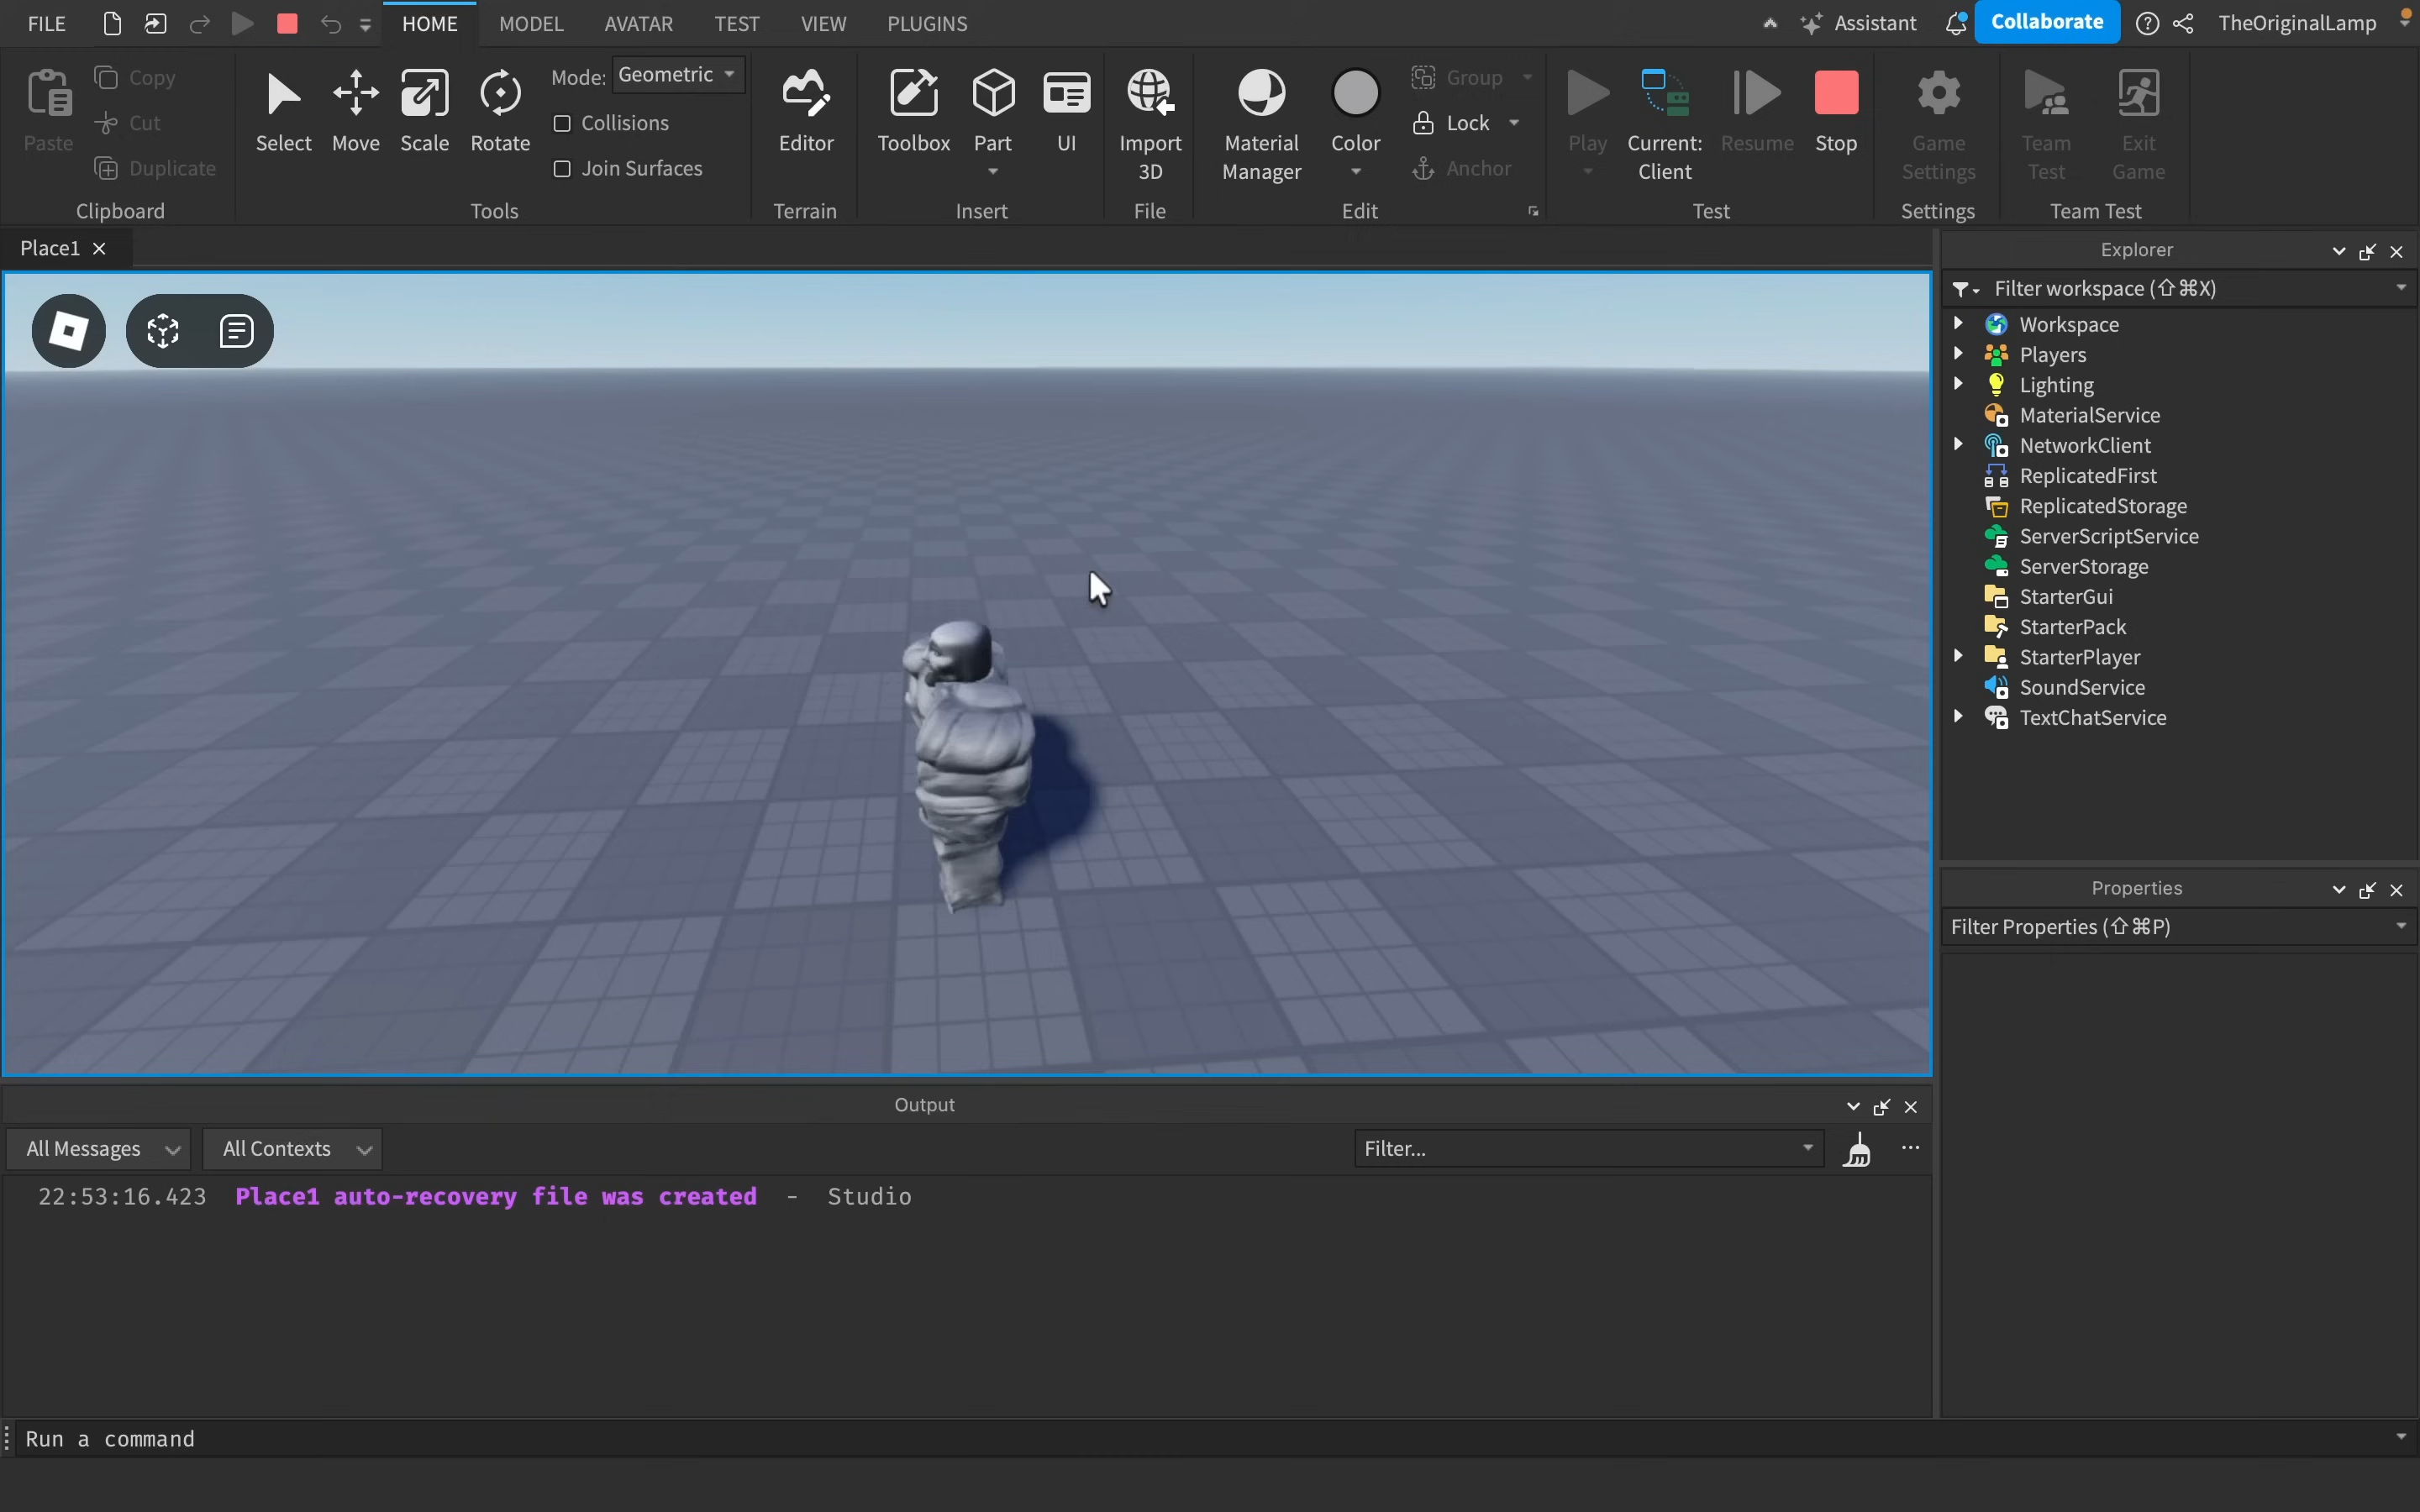 FILE
HOME
MODEL
AVATAR
TEST
VIEW
PLUGINS
Assistant
Collaborate
TheOriginalLamp
Paste
Copy
Cut
Duplicate
Clipboard
Select
Move
Scale
Rotate
Mode: Geometric
Collisions
Join Surfaces
Tools
Editor
Terrain
Toolbox
Part
UI
Insert
Import
3D
File
Material
Manager
Color
Group
Lock
Anchor
Edit
Play
Current:
Client
Resume
Stop
Test
Game
Settings
Settings
Team
Test
Exit
Game
Team Test
Place1
Explorer
Filter workspace (⇧⌘X)
Workspace
Players
Lighting
MaterialService
NetworkClient
ReplicatedFirst
ReplicatedStorage
ServerScriptService
ServerStorage
StarterGui
StarterPack
StarterPlayer
SoundService
TextChatService
Properties
Filter Properties (⇧⌘P)
Output
All Messages
All Contexts
Filter...
22:53:16.423 Place1 auto-recovery file was created - Studio
Run a command